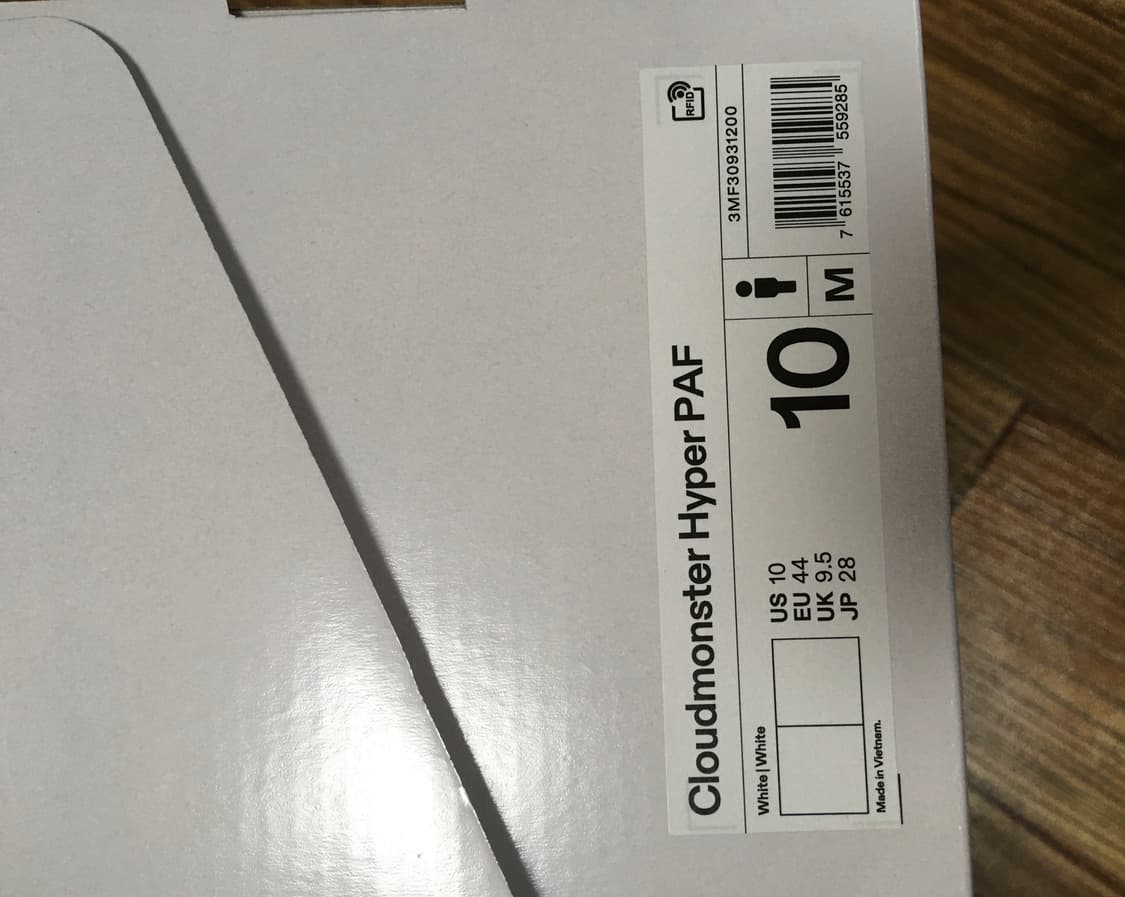 Cloudmonster Hyper PAF
RFID
3MF30931200
White | White
US 10
EU 44
UK 9.5
JP 28
10
M
7 615537 559285
Made in Vietnam.